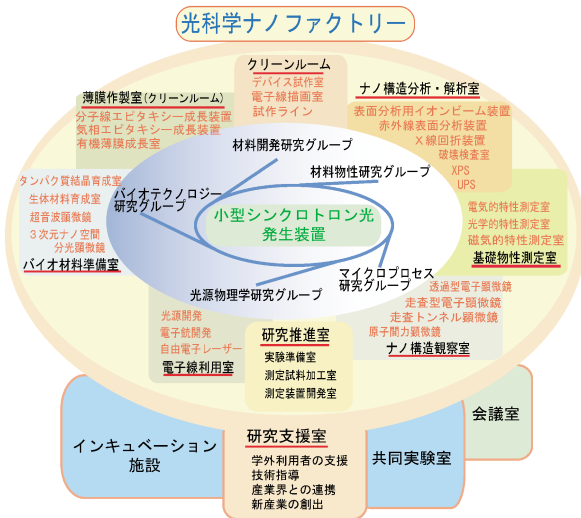 光科学ナノファクトリー
クリーンルーム
デバイス試作室
電子線描画室
試作ライン
薄膜作製室(クリーンルーム)
分子線エピタキシー成長装置
気相エピタキシー成長装置
有機薄膜成長室
ナノ構造分析・解析室
表面分析用イオンビーム装置
赤外線表面分析装置
X線回折装置
破壊検査室
XPS
UPS
材料開発研究グループ
材料物性研究グループ
バイオテクノロジー
研究グループ
小型シンクロトロン光
発生装置
マイクロプロセス
研究グループ
光源物理学研究グループ
タンパク質結晶育成室
生体材料育成室
超音波顕微鏡
３次元ナノ空間
分光顕微鏡
バイオ材料準備室
電気的特性測定室
光学的特性測定室
磁気的特性測定室
基礎物性測定室
透過型電子顕微鏡
走査型電子顕微鏡
走査トンネル顕微鏡
原子間力顕微鏡
ナノ構造観察室
光源開発
電子銃開発
自由電子レーザー
電子線利用室
研究推進室
実験準備室
測定試料加工室
測定装置開発室
インキュベーション
施設
研究支援室
学外利用者の支援
技術指導
産業界との連携
新産業の創出
共同実験室
会議室